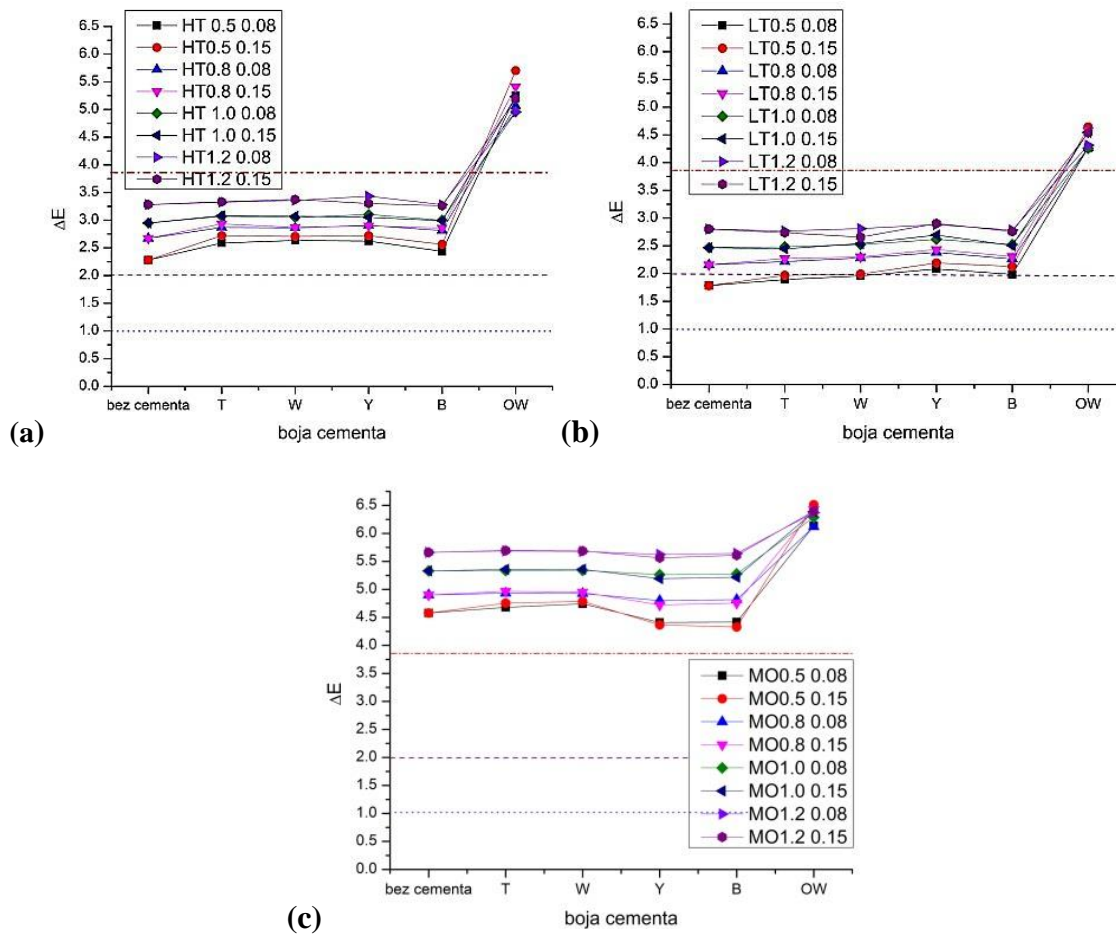 6.5
6.0
5.5
5.0
4.5
4.0
3.5
3.0
2.5
2.0
1.5
1.0
0.5
0.0
ΔE
HT 0.5 0.08
HT0.5 0.15
HT0.8 0.08
HT0.8 0.15
HT 1.0 0.08
HT 1.0 0.15
HT1.2 0.08
HT1.2 0.15
bez cementa T W Y B OW
boja cementa
(a)
6.5
6.0
5.5
5.0
4.5
4.0
3.5
3.0
2.5
2.0
1.5
1.0
0.5
0.0
ΔE
LT0.5 0.08
LT0.5 0.15
LT0.8 0.08
LT0.8 0.15
LT1.0 0.08
LT1.0 0.15
LT1.2 0.08
LT1.2 0.15
bez cementa T W Y B OW
boja cementa
(b)
6.5
6.0
5.5
5.0
4.5
4.0
3.5
3.0
2.5
2.0
1.5
1.0
0.5
0.0
ΔE
MO0.5 0.08
MO0.5 0.15
MO0.8 0.08
MO0.8 0.15
MO1.0 0.08
MO1.0 0.15
MO1.2 0.08
MO1.2 0.15
bez cementa T W Y B OW
boja cementa
(c)